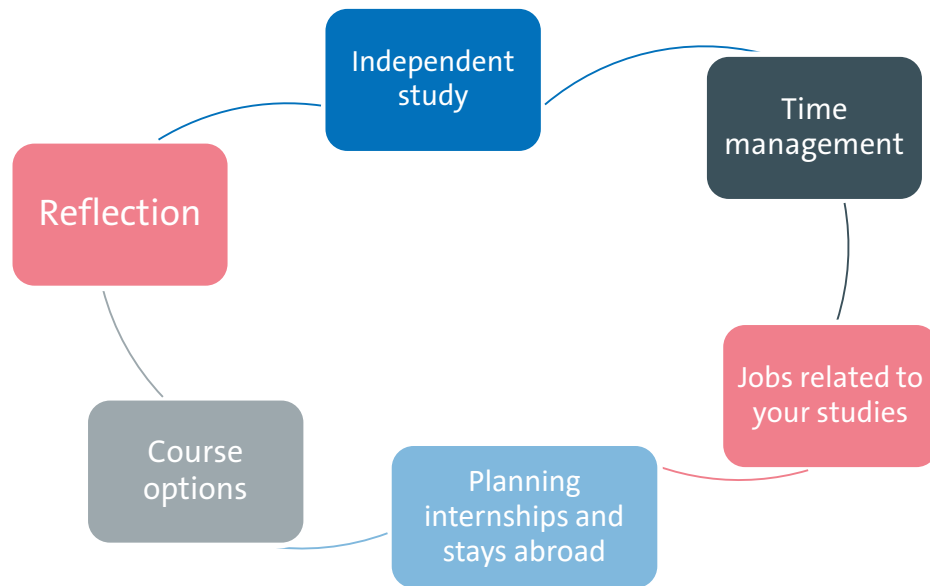 Independent
study
Time
management
Reflection
Jobs related to
your studies
Course
options
Planning
internships and
stays abroad